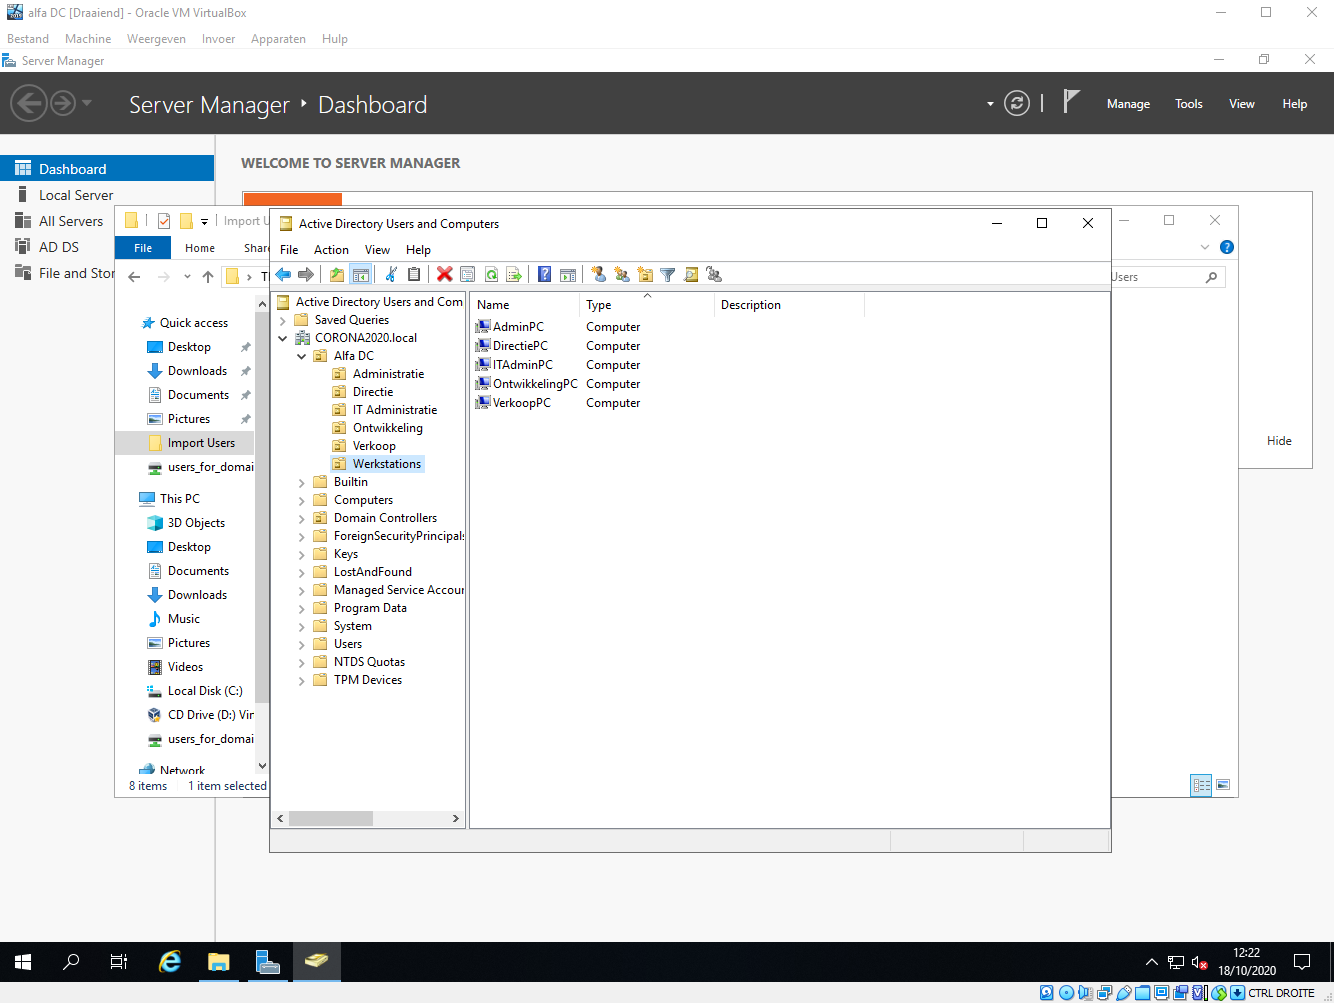 alfa DC [Draaiend] - Oracle VM VirtualBox
Bestand Machine Weergeven Invoer Apparaten Hulp
Server Manager
Server Manager Dashboard
Manage Tools View Help
Dashboard
Local Server
All Servers
AD DS
File and Stor
WELCOME TO SERVER MANAGER
Hide
Import U
File Home Share
Users
Quick access
Desktop
Downloads
Documents
Pictures
Import Users
users_for_domai
This PC
3D Objects
Desktop
Documents
Downloads
Music
Pictures
Videos
Local Disk (C:)
CD Drive (D:) Vir
users_for_domai
Network
8 items 1 item selected
Active Directory Users and Computers
File Action View Help
Active Directory Users and Com
Saved Queries
CORONA2020.local
Alfa DC
Administratie
Directie
IT Administratie
Ontwikkeling
Verkoop
Werkstations
Builtin
Computers
Domain Controllers
ForeignSecurityPrincipals
Keys
LostAndFound
Managed Service Accour
Program Data
System
Users
NTDS Quotas
TPM Devices
Name Type Description
AdminPC Computer
DirectiePC Computer
ITAdminPC Computer
OntwikkelingPC Computer
VerkoopPC Computer
12:22
18/10/2020
CTRL DROITE